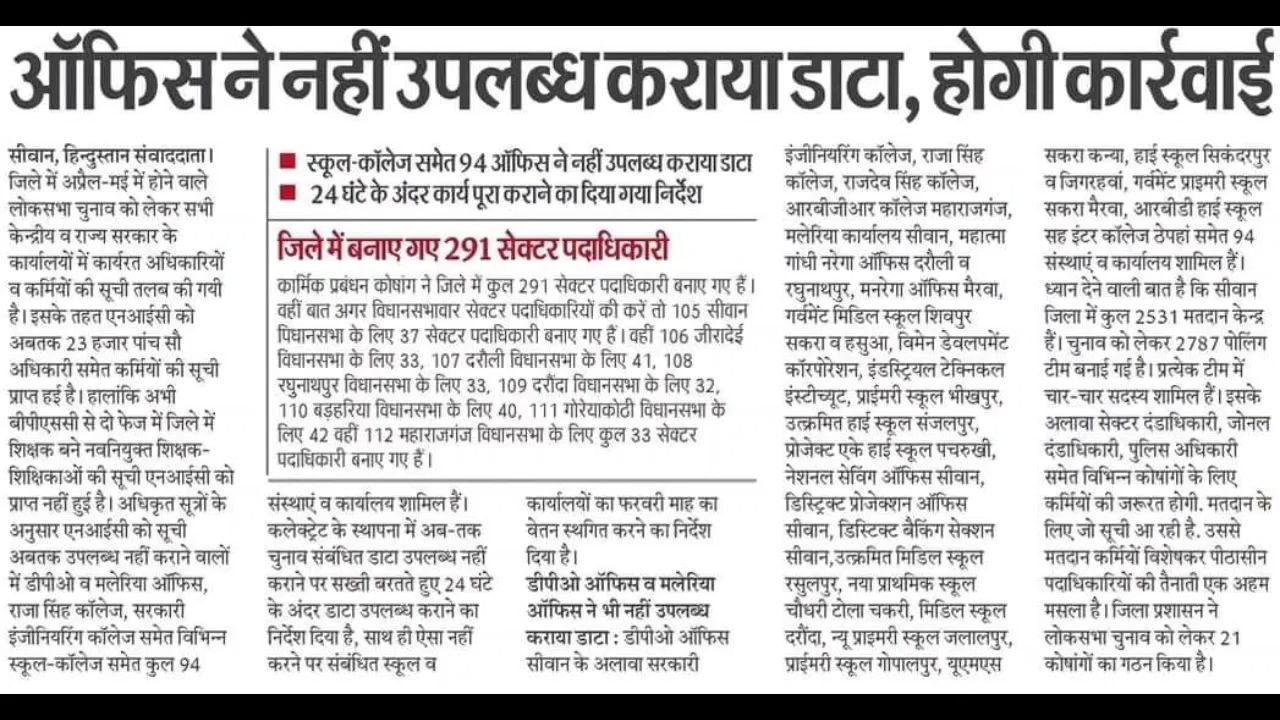 ऑफिस ने नहीं उपलब्ध कराया डाटा, होगी कार्रवाई
सीवान, हिन्दुस्तान संवाददाता।
जिले में अप्रैल-मई में होने वाले
लोकसभा चुनाव को लेकर सभी
केन्द्रीय व राज्य सरकार के
कार्यालयों में कार्यरत अधिकारियों
व कर्मियों की सूची तलब की गयी
है। इसके तहत एनआईसी को
अबतक 23 हजार पांच सौ
अधिकारी समेत कर्मियों की सूची
प्राप्त हई है। हालांकि अभी
बीपीएससी से दो फेज में जिले में
शिक्षक बने नवनियुक्त शिक्षक-
शिक्षिकाओं की सूची एनआईसी को
प्राप्त नहीं हुई है। अधिकृत सूत्रों के
अनुसार एनआईसी को सूची
अबतक उपलब्ध नहीं कराने वालों
में डीपीओ व मलेरिया ऑफिस,
राजा सिंह कॉलेज, सरकारी
इंजीनियरिंग कॉलेज समेत विभिन्न
स्कूल-कॉलेज समेत कुल 94
■ स्कूल-कॉलेज समेत 94 ऑफिस ने नहीं उपलब्ध कराया डाटा
■ 24 घंटे के अंदर कार्य पूरा कराने का दिया गया निर्देश
जिले में बनाए गए 291 सेक्टर पदाधिकारी
कार्मिक प्रबंधन कोषांग ने जिले में कुल 291 सेक्टर पदाधिकारी बनाए गए हैं।
वहीं बात अगर विधानसभावार सेक्टर पदाधिकारियों की करें तो 105 सीवान
पिधानसभा के लिए 37 सेक्टर पदाधिकारी बनाए गए हैं। वहीं 106 जीरादेई
विधानसभा के लिए 33, 107 दरौली विधानसभा के लिए 41, 108
रघुनाथपुर विधानसभा के लिए 33, 109 दरौंदा विधानसभा के लिए 32,
110 बड़हरिया विधानसभा के लिए 40, 111 गोरेयाकोठी विधानसभा के
लिए 42 वहीं 112 महाराजगंज विधानसभा के लिए कुल 33 सेक्टर
पदाधिकारी बनाए गए हैं।
संस्थाएं व कार्यालय शामिल हैं।
कलेक्ट्रेट के स्थापना में अब-तक
चुनाव संबंधित डाटा उपलब्ध नहीं
कराने पर सख्ती बरतते हुए 24 घंटे
के अंदर डाटा उपलब्ध कराने का
निर्देश दिया है, साथ ही ऐसा नहीं
करने पर संबंधित स्कूल व
कार्यालयों का फरवरी माह का
वेतन स्थगित करने का निर्देश
दिया है।
डीपीओ ऑफिस व मलेरिया
ऑफिस ने भी नहीं उपलब्ध
कराया डाटा : डीपीओ ऑफिस
सीवान के अलावा सरकारी
इंजीनियरिंग कॉलेज, राजा सिंह
कॉलेज, राजदेव सिंह कॉलेज,
आरबीजीआर कॉलेज महाराजगंज,
मलेरिया कार्यालय सीवान, महात्मा
गांधी नरेगा ऑफिस दरौली व
रघुनाथपुर, मनरेगा ऑफिस मैरवा,
गर्वमेंट मिडिल स्कूल शिवपुर
सकरा व हसुआ, विमेन डेवलपमेंट
कॉरपोरेशन, इंडस्ट्रियल टेक्निकल
इंस्टीच्यूट, प्राईमरी स्कूल भीखपुर,
उत्क्रमित हाई स्कूल संजलपुर,
प्रोजेक्ट एके हाई स्कूल पचरुखी,
नेशनल सेविंग ऑफिस सीवान,
डिस्ट्रिक्ट प्रोजेक्शन ऑफिस
सीवान, डिस्टिक्ट बैकिंग सेक्शन
सीवान,उत्क्रमित मिडिल स्कूल
रसुलपुर, नया प्राथमिक स्कूल
चौधरी टोला चकरी, मिडिल स्कूल
दरौंदा, न्यू प्राइमरी स्कूल जलालपुर,
प्राईमरी स्कूल गोपालपुर, यूएमएस
सकरा कन्या, हाई स्कूल सिकंदरपुर
व जिगरहवां, गर्वमेंट प्राइमरी स्कूल
सकरा मैरवा, आरबीडी हाई स्कूल
सह इंटर कॉलेज ठेपहां समेत 94
संस्थाएं व कार्यालय शामिल हैं।
ध्यान देने वाली बात है कि सीवान
जिला में कुल 2531 मतदान केन्द्र
हैं। चुनाव को लेकर 2787 पोलिंग
टीम बनाई गई है। प्रत्येक टीम में
चार-चार सदस्य शामिल हैं। इसके
अलावा सेक्टर दंडाधिकारी, जोनल
दंडाधिकारी, पुलिस अधिकारी
समेत विभिन्न कोषांगों के लिए
कर्मियों की जरूरत होगी. मतदान के
लिए जो सूची आ रही है. उससे
मतदान कर्मियों विशेषकर पीठासीन
पदाधिकारियों की तैनाती एक अहम
मसला है। जिला प्रशासन ने
लोकसभा चुनाव को लेकर 21
कोषांगों का गठन किया है।